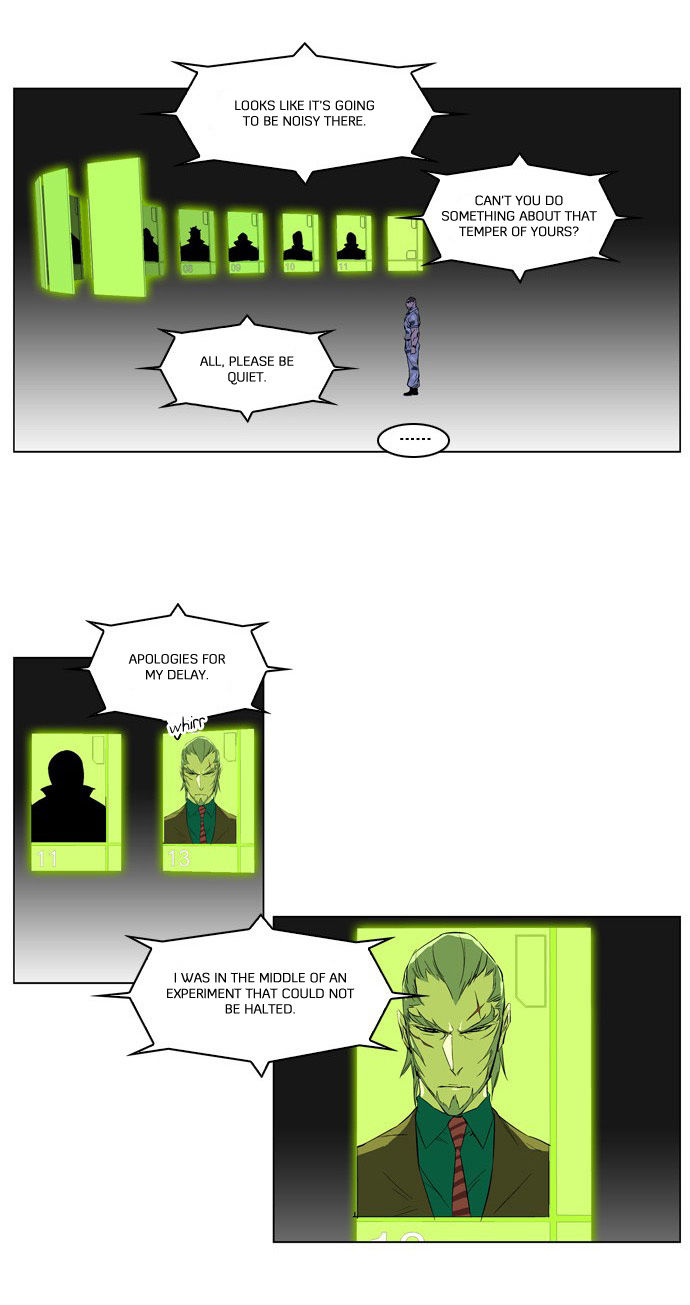 LOOKS LIKE IT'S GOING
TO BE NOISY THERE.
CAN'T YOU DO
SOMETHING ABOUT THAT
TEMPER OF YOURS?
08
09
10
11
ALL, PLEASE BE
QUIET.
......
APOLOGIES FOR
MY DELAY.
whirr
11
13
I WAS IN THE MIDDLE OF AN
EXPERIMENT THAT COULD NOT
BE HALTED.